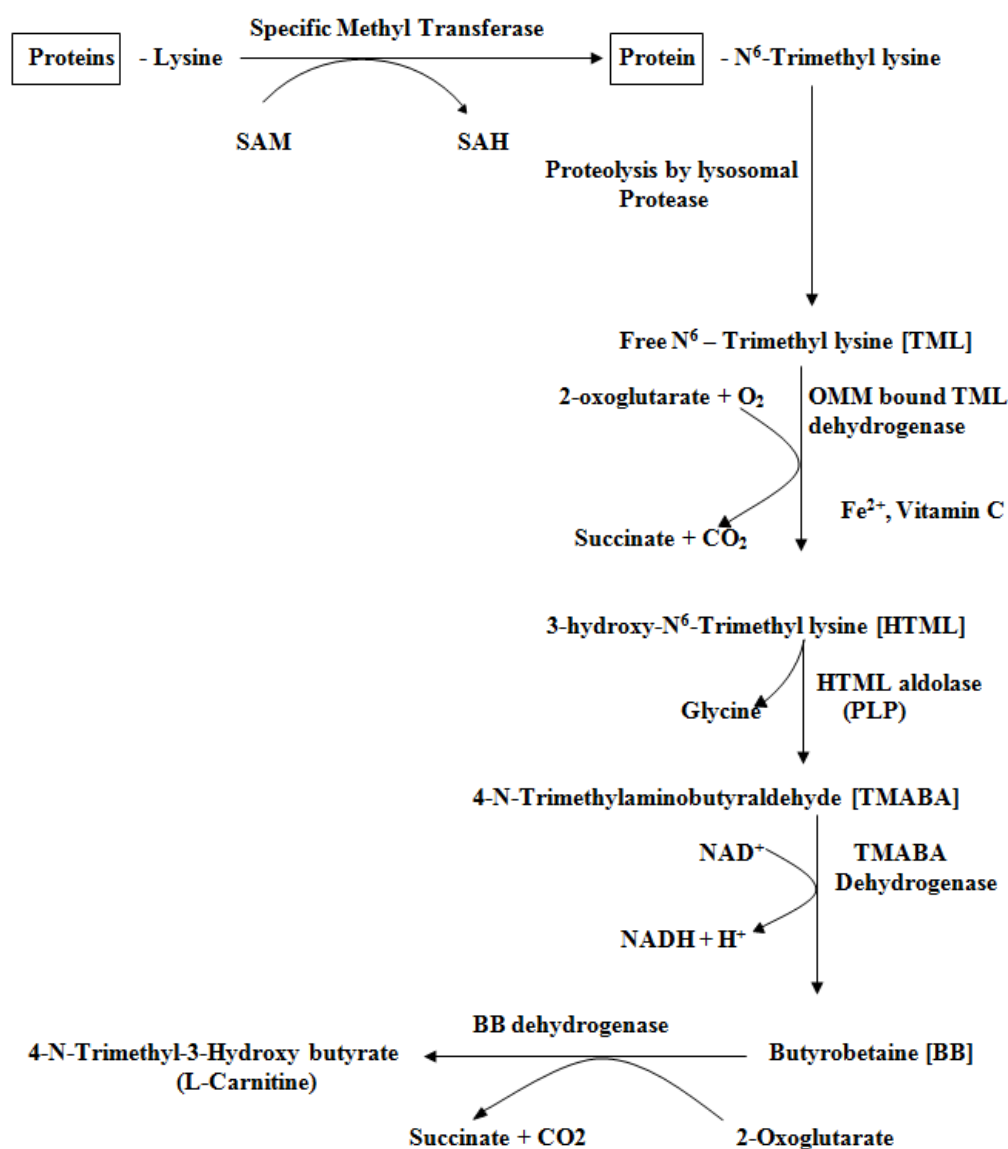 Specific Methyl Transferase
Proteins - Lysine
Protein - N⁶-Trimethyl lysine
SAM
SAH
Proteolysis by lysosomal
Protease
Free N⁶ – Trimethyl lysine [TML]
2-oxoglutarate + O₂
OMM bound TML
dehydrogenase
Fe²⁺, Vitamin C
Succinate + CO₂
3-hydroxy-N⁶-Trimethyl lysine [HTML]
HTML aldolase
(PLP)
Glycine
4-N-Trimethylaminobutyraldehyde [TMABA]
NAD⁺
TMABA
Dehydrogenase
NADH + H⁺
BB dehydrogenase
4-N-Trimethyl-3-Hydroxy butyrate
(L-Carnitine)
Butyrobetaine [BB]
Succinate + CO2
2-Oxoglutarate